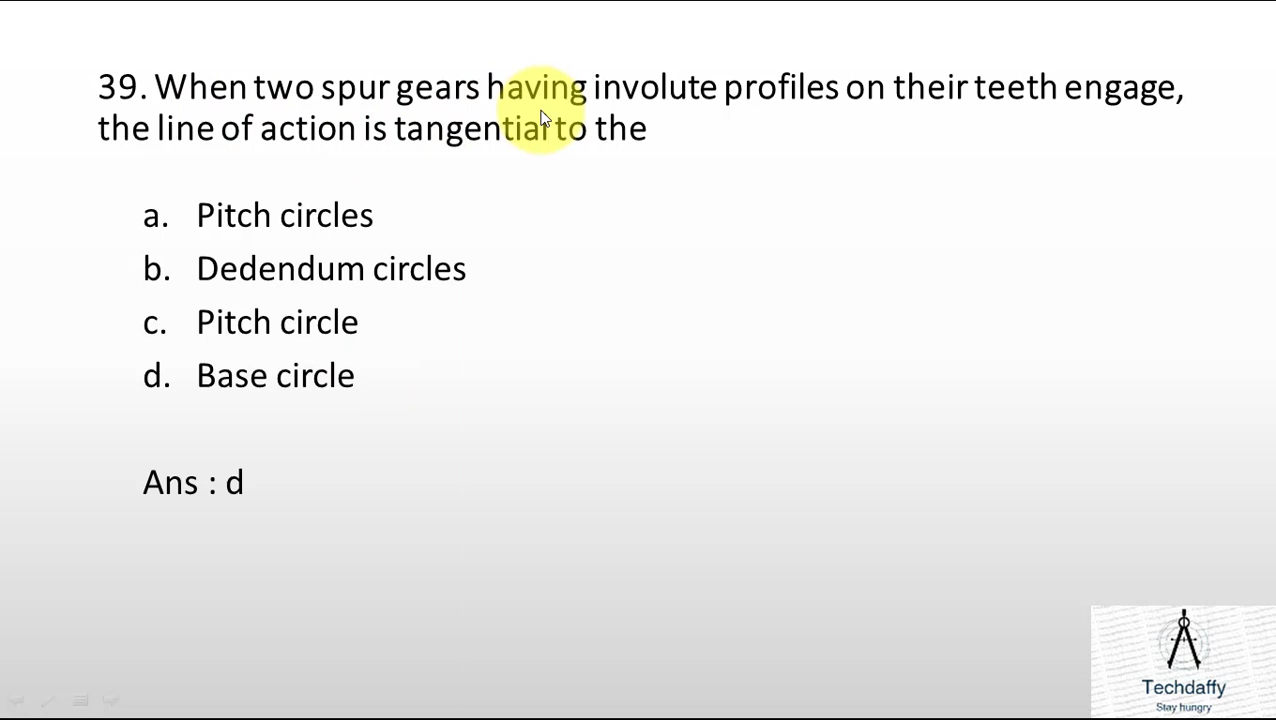 39. When two spur gears having involute profiles on their teeth engage,
the line of action is tangential to the
a. Pitch circles
b. Dedendum circles
c. Pitch circle
d. Base circle
Ans : d
Techdaffy
Stay hungry